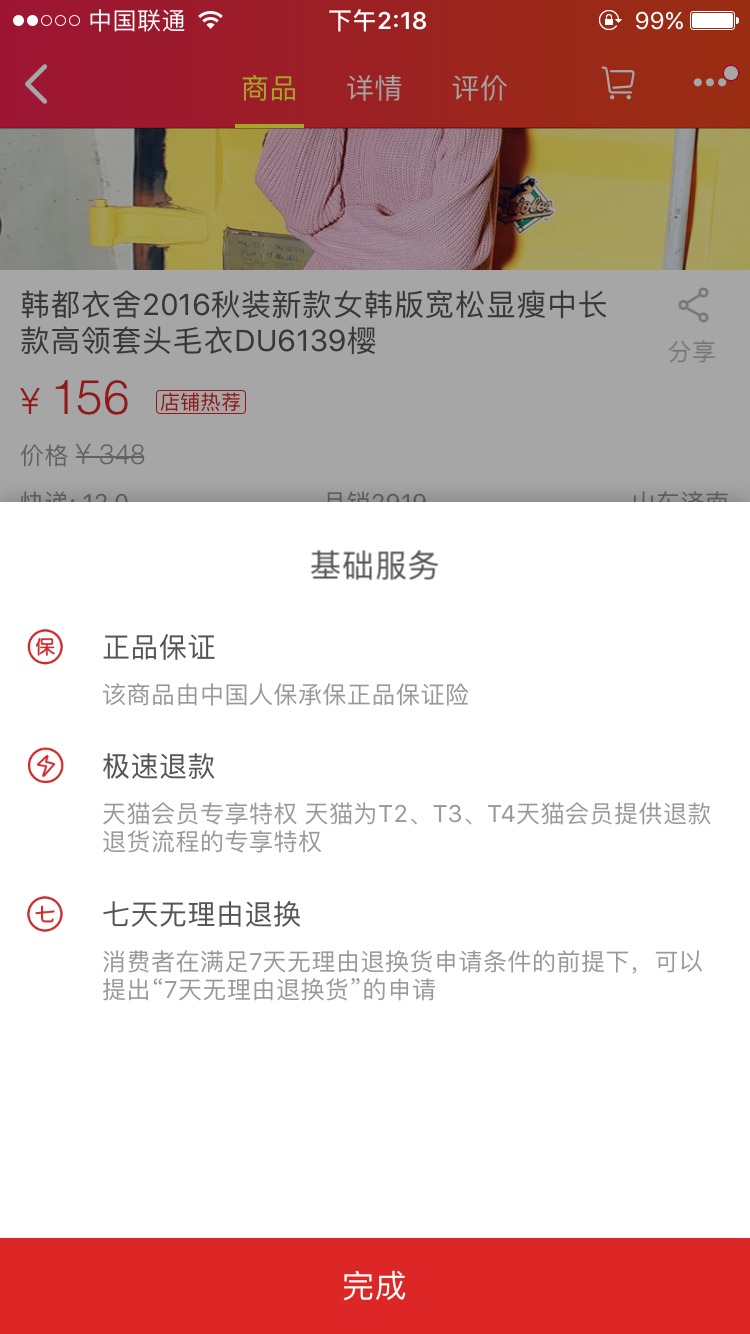 中国联通
下午2:18
99%
商品
详情
评价
韩都衣舍2016秋装新款女韩版宽松显瘦中长
款高领套头毛衣DU6139樱
分享
¥ 156
店铺热荐
价格 ¥ 348
快递: 12.0
月销2919
山东济南
基础服务
保
正品保证
该商品由中国人保承保正品保证险
极速退款
天猫会员专享特权 天猫为T2、T3、T4天猫会员提供退款
退货流程的专享特权
七
七天无理由退换
消费者在满足7天无理由退换货申请条件的前提下，可以
提出“7天无理由退换货”的申请
完成